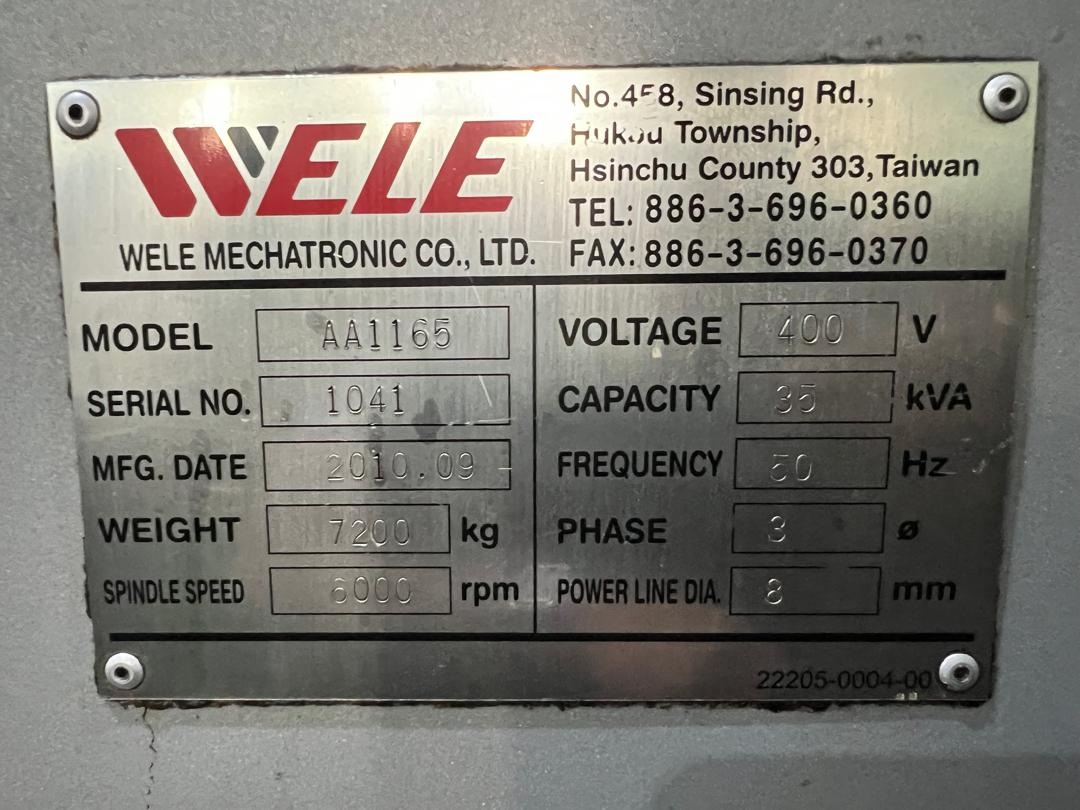 WELE
WELE MECHATRONIC CO., LTD.
No.458, Sinsing Rd.,
Hukou Township,
Hsinchu County 303,Taiwan
TEL: 886-3-696-0360
FAX: 886-3-696-0370
MODEL AA1165
SERIAL NO. 1041
MFG. DATE 2010.09
WEIGHT 7200 kg
SPINDLE SPEED 6000 rpm
VOLTAGE 400 V
CAPACITY 35 kVA
FREQUENCY 50 Hz
PHASE 3 ø
POWER LINE DIA. 8 mm
22205-0004-00